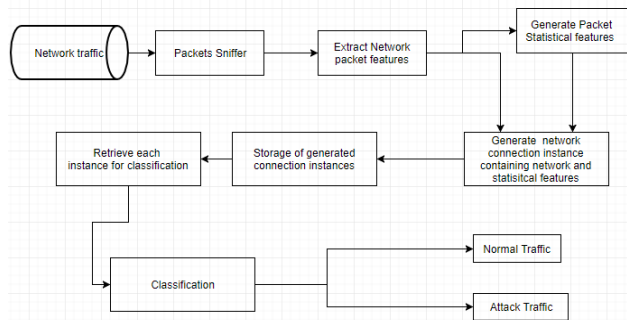 Network traffic
Packets Sniffer
Extract Network
packet features
Generate Packet
Statistical features
Retrieve each
instance for classification
Storage of generated
connection instances
Generate network
connection instance
containing network and
statisitcal features
Classification
Normal Traffic
Attack Traffic